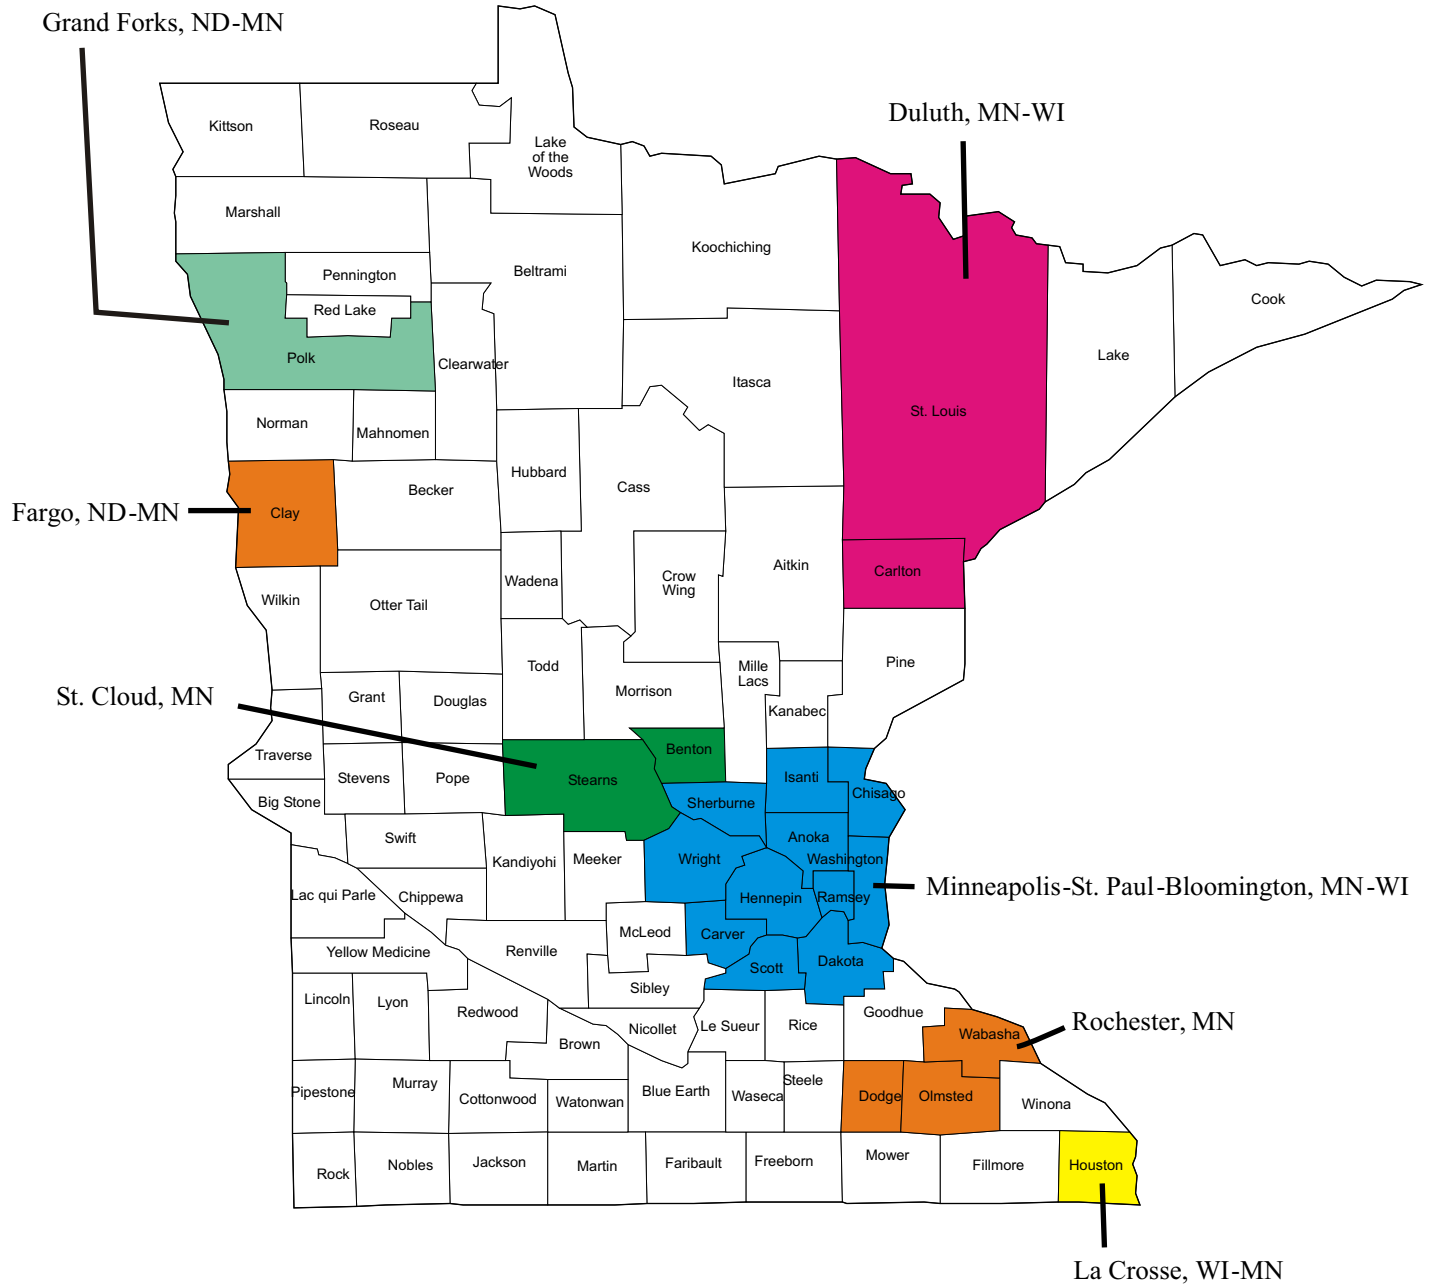 Grand Forks, ND-MN
Duluth, MN-WI
Kittson
Roseau
Lake
of the
Woods
Marshall
Koochiching
Pennington
Beltrami
Cook
Red Lake
Polk
Clearwater
Lake
Itasca
St. Louis
Norman
Mahnomen
Hubbard
Cass
Becker
Fargo, ND-MN
Clay
Wadena
Crow
Wing
Aitkin
Carlton
Wilkin
Otter Tail
Todd
Mille
Lacs
Pine
St. Cloud, MN
Grant
Douglas
Morrison
Kanabec
Traverse
Stevens
Pope
Stearns
Benton
Isanti
Chisago
Big Stone
Sherburne
Swift
Kandiyohi
Meeker
Wright
Anoka
Washington
Minneapolis-St. Paul-Bloomington, MN-WI
Lac qui Parle
Chippewa
Hennepin
Ramsey
McLeod
Carver
Yellow Medicine
Renville
Scott
Dakota
Sibley
Lincoln
Lyon
Redwood
Nicollet
Le Sueur
Rice
Goodhue
Wabasha
Rochester, MN
Brown
Pipestone
Murray
Cottonwood
Watonwan
Blue Earth
Waseca
Steele
Dodge
Olmsted
Winona
Rock
Nobles
Jackson
Martin
Faribault
Freeborn
Mower
Fillmore
Houston
La Crosse, WI-MN